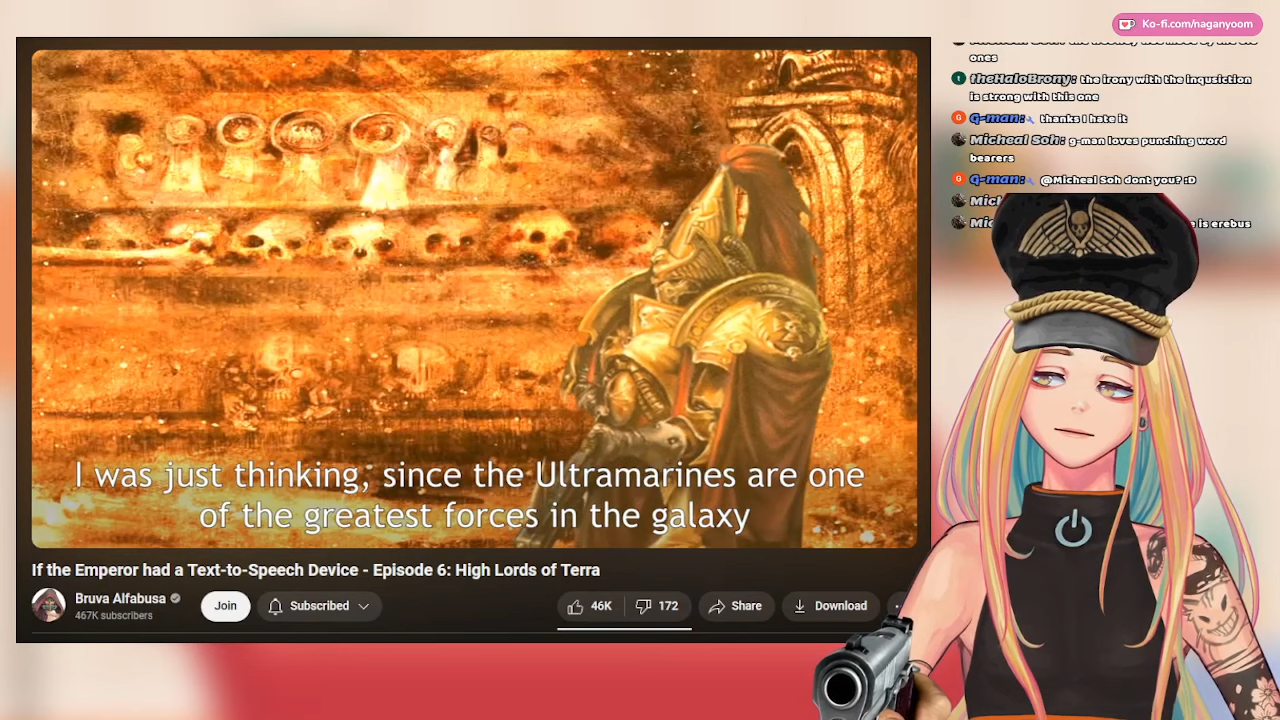 Ko-fi.com/naganyoom
ones
theHaloBrony: the irony with the inqusiction
is strong with this one
G-man: thanks I hate it
Micheal Soh: g-man loves punching word
bearers
G-man: @Micheal Soh dont you? :D
Mich
Mic is erebus
I was just thinking, since the Ultramarines are one
of the greatest forces in the galaxy
If the Emperor had a Text-to-Speech Device - Episode 6: High Lords of Terra
Bruva Alfabusa
467K subscribers
Join
Subscribed
46K
172
Share
Download